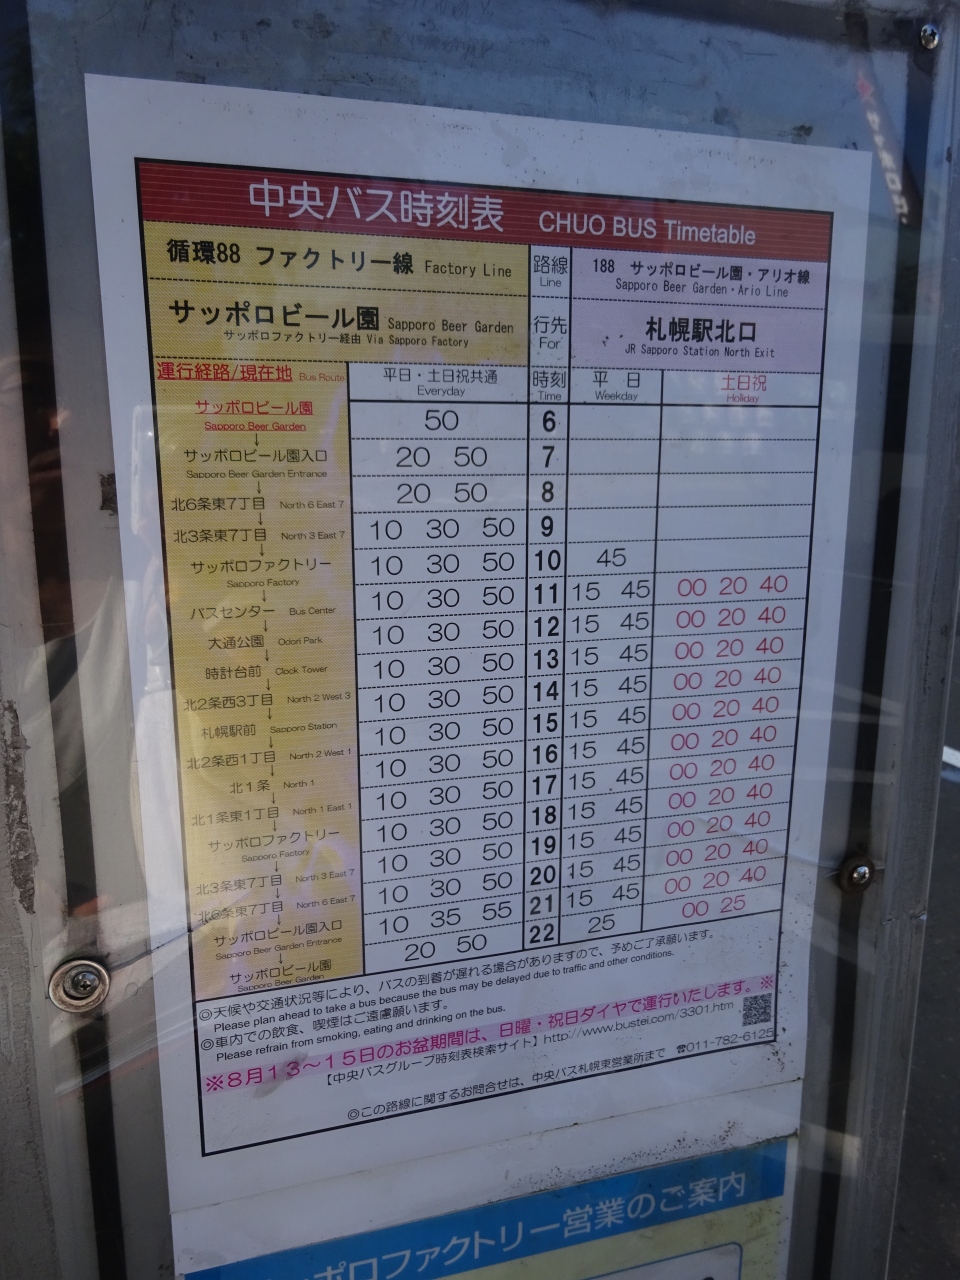 中央バス時刻表 CHUO BUS Timetable
循環88 ファクトリー線 Factory Line
路線 Line
188 サッポロビール園・アリオ線
Sapporo Beer Garden・Ario Line
サッポロビール園 Sapporo Beer Garden
サッポロファクトリー経由 Via Sapporo Factory
行先 For
札幌駅北口
JR Sapporo Station North Exit
運行経路/現在地 Bus Route
平日・土日祝共通 Everyday
時刻 Time
平日 Weekday
土日祝 Holiday
サッポロビール園
Sapporo Beer Garden
↓
サッポロビール園入口
Sapporo Beer Garden Entrance
↓
北6条東7丁目 North 6 East 7
↓
北3条東7丁目 North 3 East 7
↓
サッポロファクトリー
Sapporo Factory
↓
バスセンター Bus Center
↓
大通公園 Odori Park
↓
時計台前 Clock Tower
↓
北2条西3丁目 North 2 West 3
↓
札幌駅前 Sapporo Station
↓
北2条西1丁目 North 2 West 1
↓
北1条 North 1
↓
北1条東1丁目 North 1 East 1
↓
サッポロファクトリー
Sapporo Factory
↓
北3条東7丁目 North 3 East 7
↓
北6条東7丁目 North 6 East 7
↓
サッポロビール園入口
Sapporo Beer Garden Entrance
↓
サッポロビール園
Sapporo Beer Garden
50 6
20 50 7
20 50 8
10 30 50 9
10 30 50 10 45
10 30 50 11 15 45 00 20 40
10 30 50 12 15 45 00 20 40
10 30 50 13 15 45 00 20 40
10 30 50 14 15 45 00 20 40
10 30 50 15 15 45 00 20 40
10 30 50 16 15 45 00 20 40
10 30 50 17 15 45 00 20 40
10 30 50 18 15 45 00 20 40
10 30 50 19 15 45 00 20 40
10 30 50 20 15 45 00 20 40
10 35 55 21 15 45 00 20 40
20 50 22 25 00 25
◎天候や交通状況等により、バスの到着が遅れる場合がありますので、予めご了承願います。
Please plan ahead to take a bus because the bus may be delayed due to traffic and other conditions.
◎車内での飲食、喫煙はご遠慮願います。
Please refrain from smoking, eating and drinking on the bus.
※8月13～15日のお盆期間は、日曜・祝日ダイヤで運行いたします。※
【中央バスグループ時刻表検索サイト】http://www.bustei.com/3301.htm
◎この路線に関するお問合せは、中央バス札幌東営業所まで ☎011-782-6125
ッポロファクトリー営業のご案内